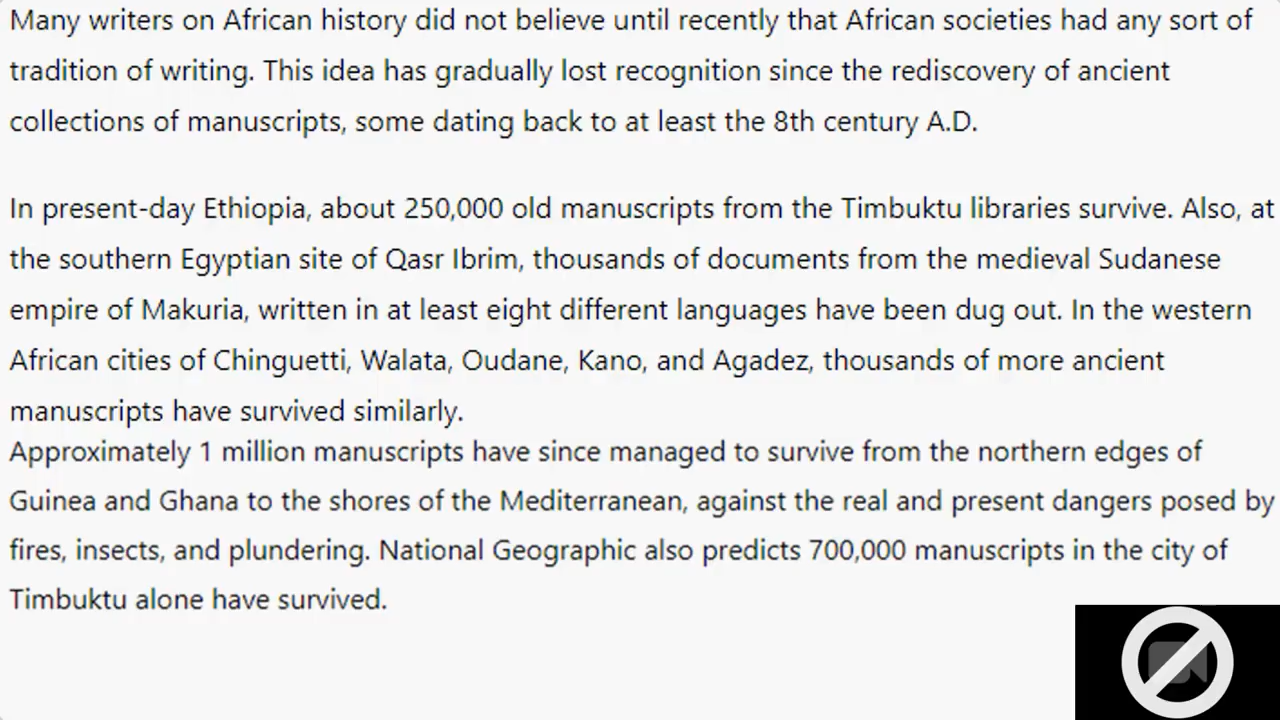 Many writers on African history did not believe until recently that African societies had any sort of
tradition of writing. This idea has gradually lost recognition since the rediscovery of ancient
collections of manuscripts, some dating back to at least the 8th century A.D.
In present-day Ethiopia, about 250,000 old manuscripts from the Timbuktu libraries survive. Also, at
the southern Egyptian site of Qasr Ibrim, thousands of documents from the medieval Sudanese
empire of Makuria, written in at least eight different languages have been dug out. In the western
African cities of Chinguetti, Walata, Oudane, Kano, and Agadez, thousands of more ancient
manuscripts have survived similarly.
Approximately 1 million manuscripts have since managed to survive from the northern edges of
Guinea and Ghana to the shores of the Mediterranean, against the real and present dangers posed by
fires, insects, and plundering. National Geographic also predicts 700,000 manuscripts in the city of
Timbuktu alone have survived.